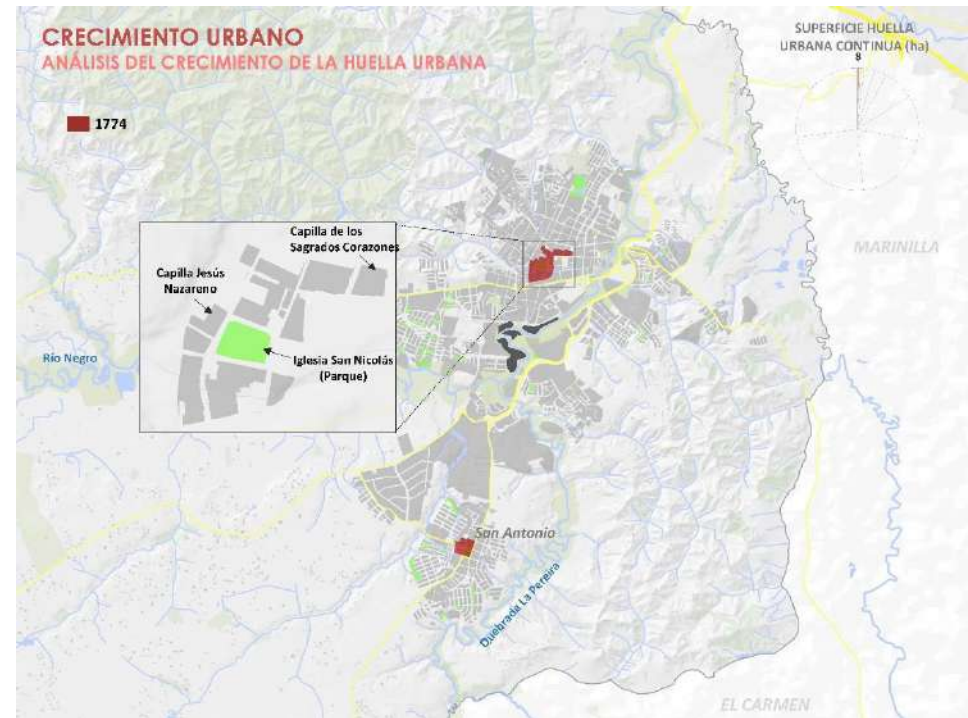 CRECIMIENTO URBANO
ANÁLISIS DEL CRECIMIENTO DE LA HUELLA URBANA
1774
SUPERFICIE HUELLA
URBANA CONTINUA (ha)
8
MARINILLA
Capilla de los
Sagrados Corazones
Capilla Jesús
Nazareno
Iglesia San Nicolás
(Parque)
Río Negro
San Antonio
Quebrada La Pereira
EL CARMEN